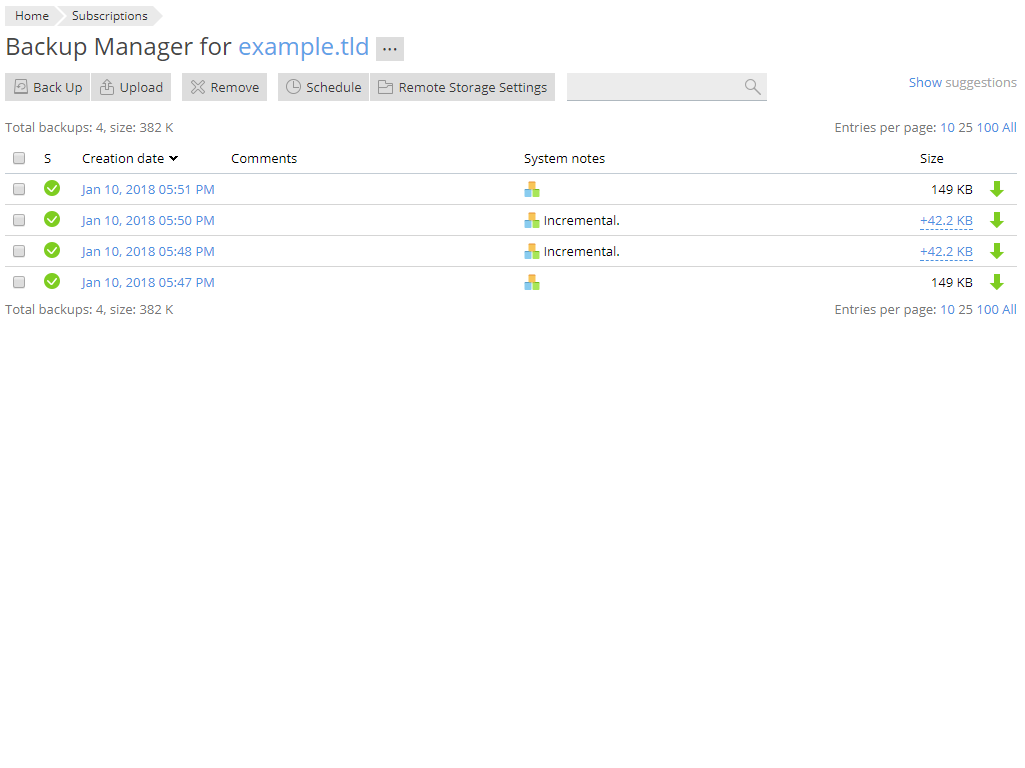 Home Subscriptions
Backup Manager for example.tld ...
Back Up Upload Remove Schedule Remote Storage Settings
Show suggestions
Total backups: 4, size: 382 K Entries per page: 10 25 100 All
S Creation date Comments System notes Size
Jan 10, 2018 05:51 PM 149 KB
Jan 10, 2018 05:50 PM Incremental. +42.2 KB
Jan 10, 2018 05:48 PM Incremental. +42.2 KB
Jan 10, 2018 05:47 PM 149 KB
Total backups: 4, size: 382 K Entries per page: 10 25 100 All